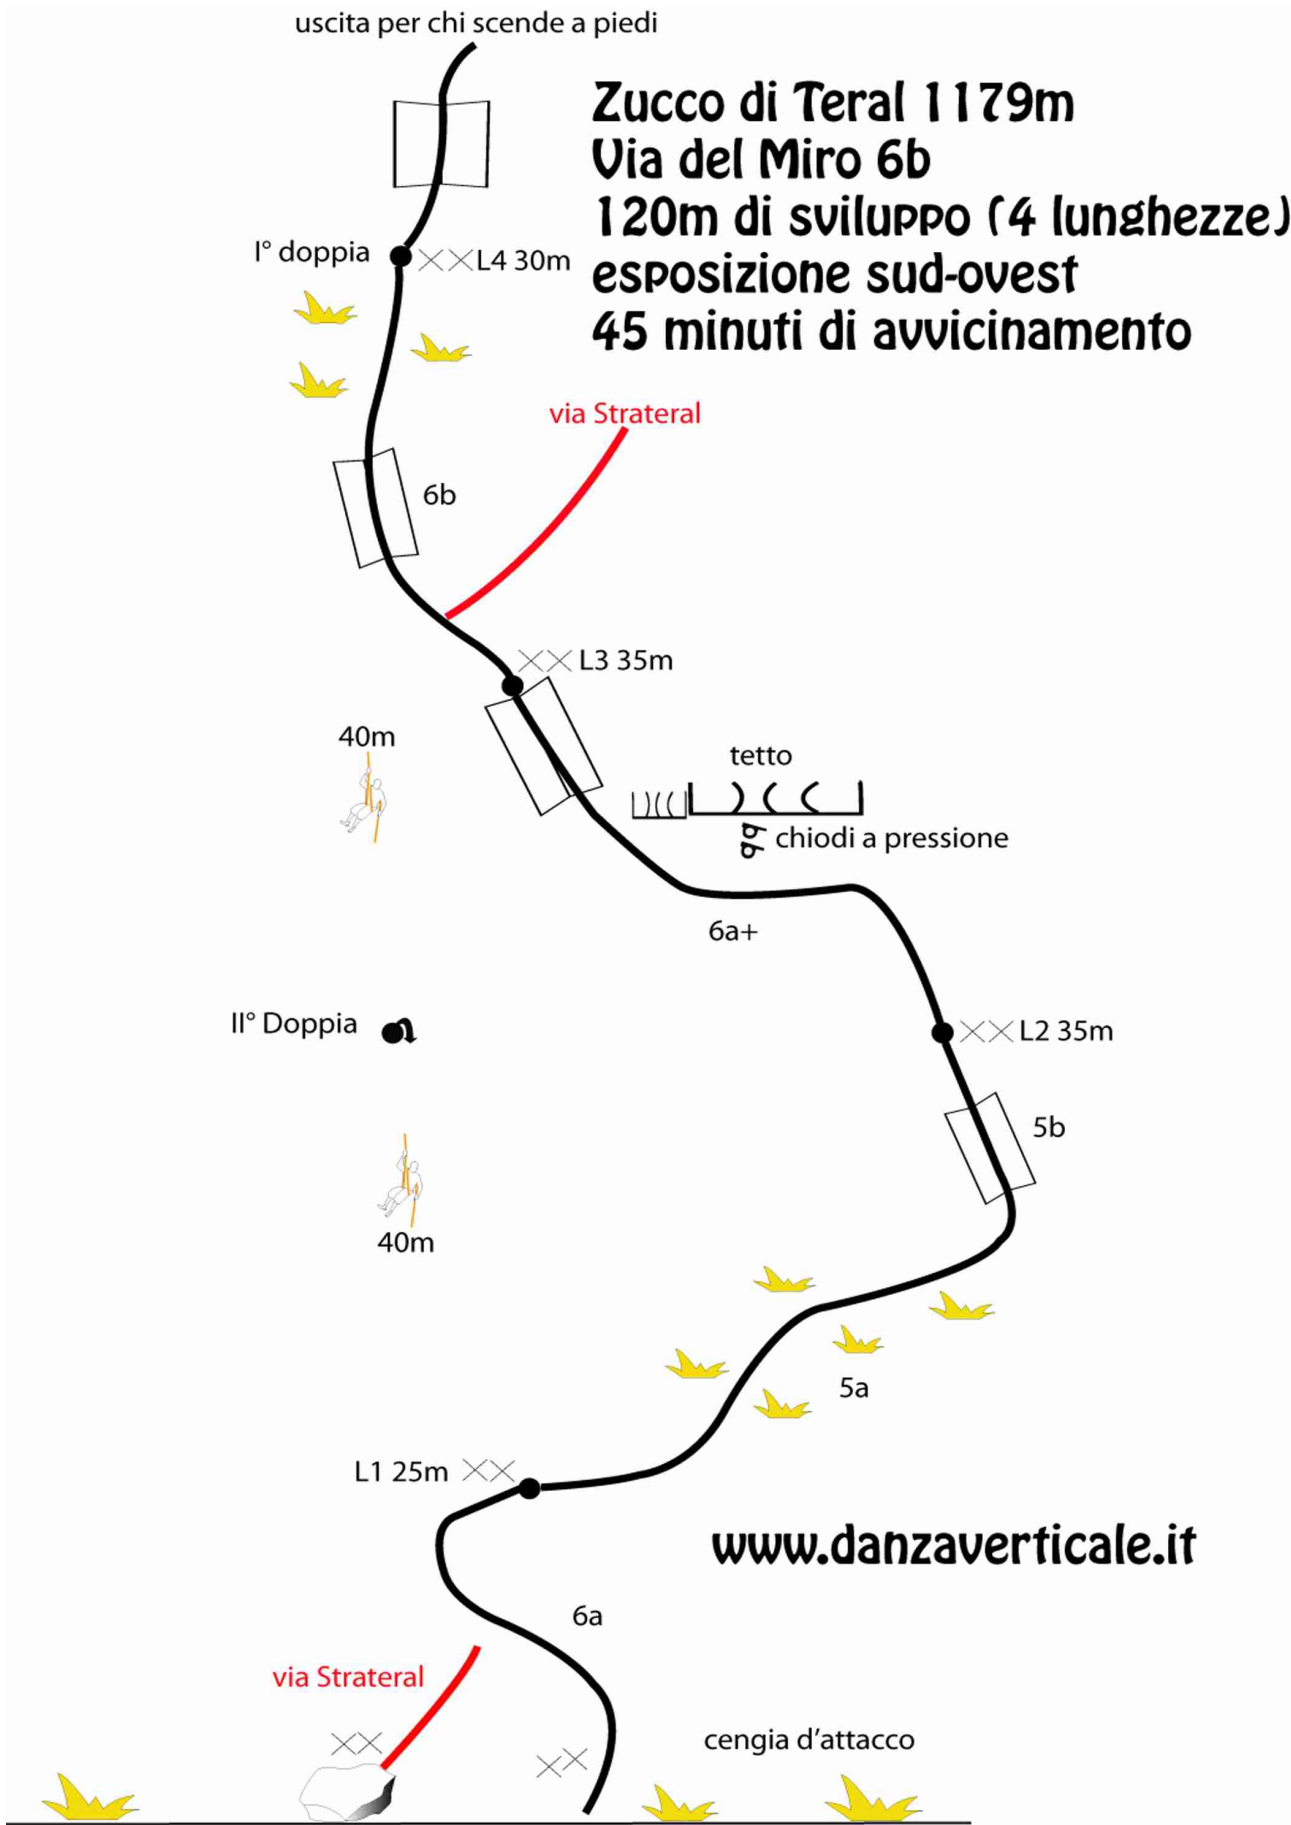 uscita per chi scende a piedi
Zucco di Teral 1179m
Via del Miro 6b
120m di sviluppo (4 lunghezze)
esposizione sud-ovest
45 minuti di avvicinamento
I° doppia
L4 30m
via Strateral
6b
L3 35m
40m
tetto
chiodi a pressione
6a+
II° Doppia
L2 35m
5b
40m
5a
L1 25m
www.danzaverticale.it
6a
via Strateral
cengia d'attacco